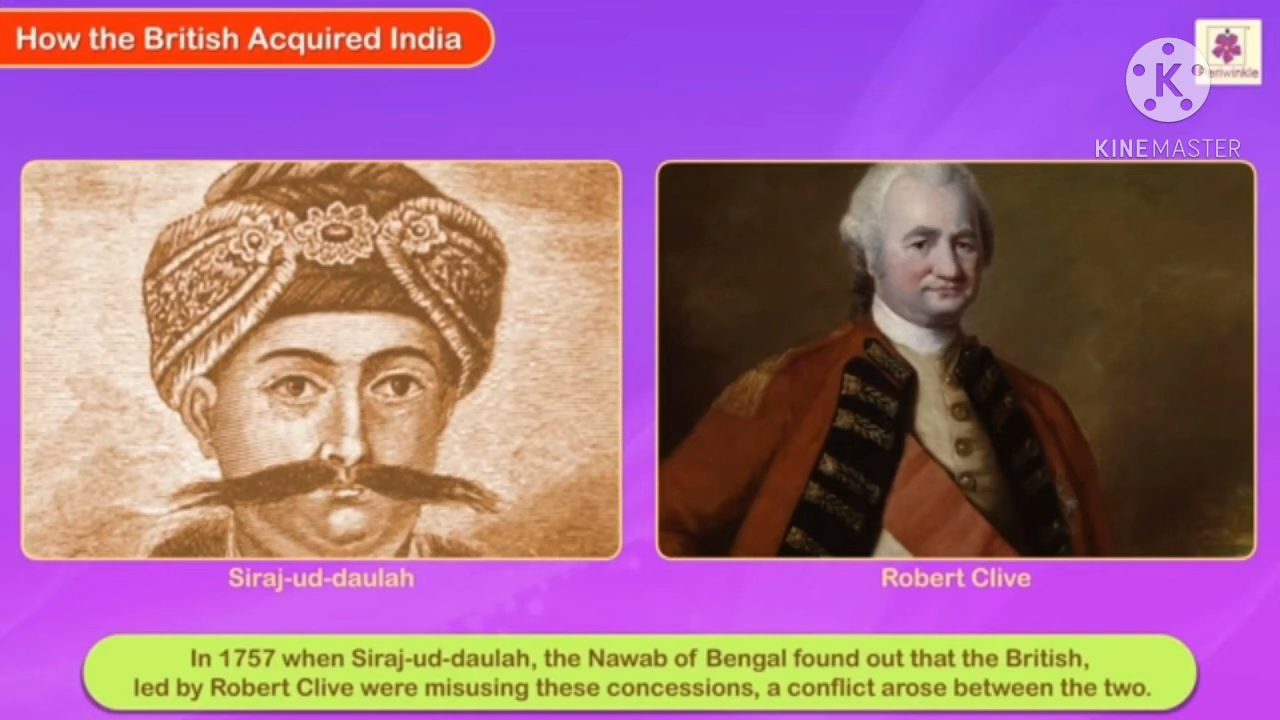 How the British Acquired India
K
KINEMASTER
Siraj-ud-daulah
Robert Clive
In 1757 when Siraj-ud-daulah, the Nawab of Bengal found out that the British,
led by Robert Clive were misusing these concessions, a conflict arose between the two.